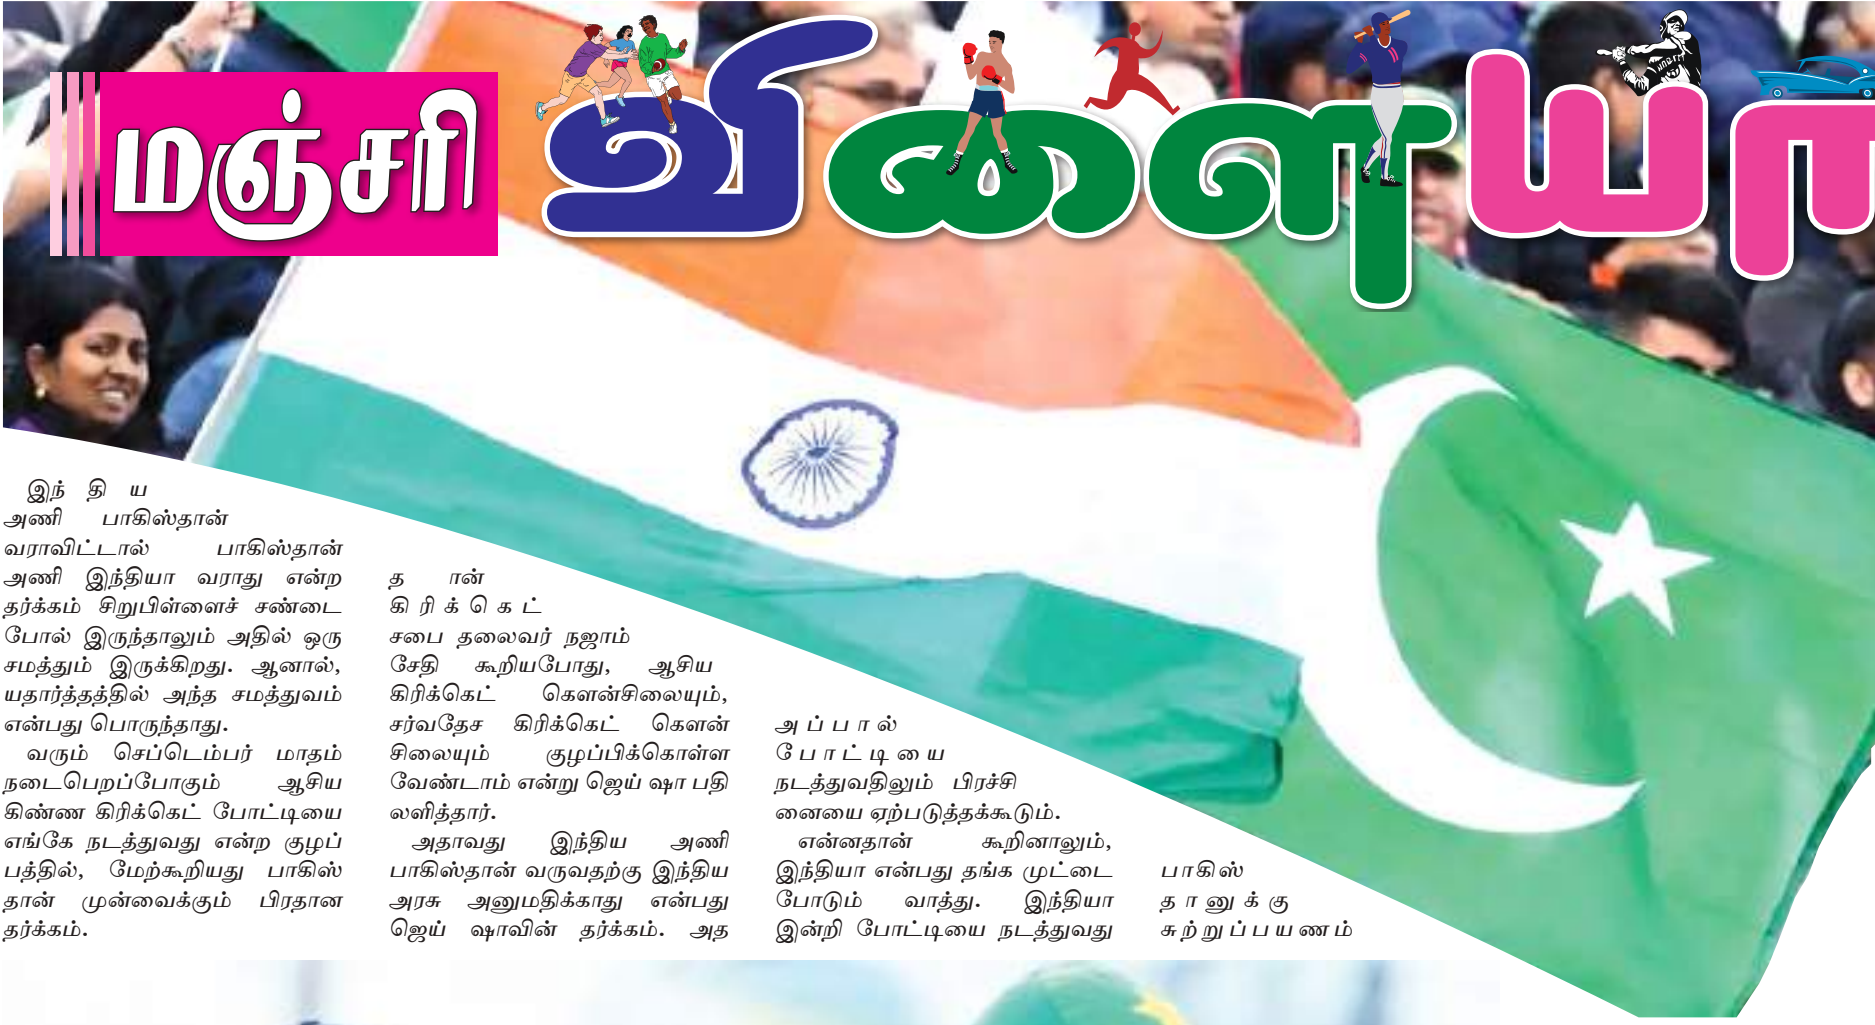 மஞ்சரி
விளையா
இந்திய
அணி பாகிஸ்தான்
வராவிட்டால் பாகிஸ்தான்
அணி இந்தியா வராது என்ற
தர்க்கம் சிறுபிள்ளைச் சண்டை
போல் இருந்தாலும் அதில் ஒரு
சமத்தும் இருக்கிறது. ஆனால்,
யதார்த்தத்தில் அந்த சமத்துவம்
என்பது பொருந்தாது.
வரும் செப்டெம்பர் மாதம்
நடைபெறப்போகும் ஆசிய
கிண்ண கிரிக்கெட் போட்டியை
எங்கே நடத்துவது என்ற குழப்
பத்தில், மேற்கூறியது பாகிஸ்
தான் முன்வைக்கும் பிரதான
தர்க்கம்.
தான்
கிரிக்கெட்
சபை தலைவர் நஜாம்
சேதி கூறியபோது, ஆசிய
கிரிக்கெட் கௌன்சிலையும்,
சர்வதேச கிரிக்கெட் கௌன்
சிலையும் குழப்பிக்கொள்ள
வேண்டாம் என்று ஜெய் ஷா பதி
லளித்தார்.
அதாவது இந்திய அணி
பாகிஸ்தான் வருவதற்கு இந்திய
அரசு அனுமதிக்காது என்பது
ஜெய் ஷாவின் தர்க்கம். அத
அப்பால்
போட்டியை
நடத்துவதிலும் பிரச்சி
னையை ஏற்படுத்தக்கூடும்.
என்னதான் கூறினாலும்,
இந்தியா என்பது தங்க முட்டை
போடும் வாத்து. இந்தியா
இன்றி போட்டியை நடத்துவது
பாகிஸ்
தானுக்கு
சுற்றுப்பயணம்